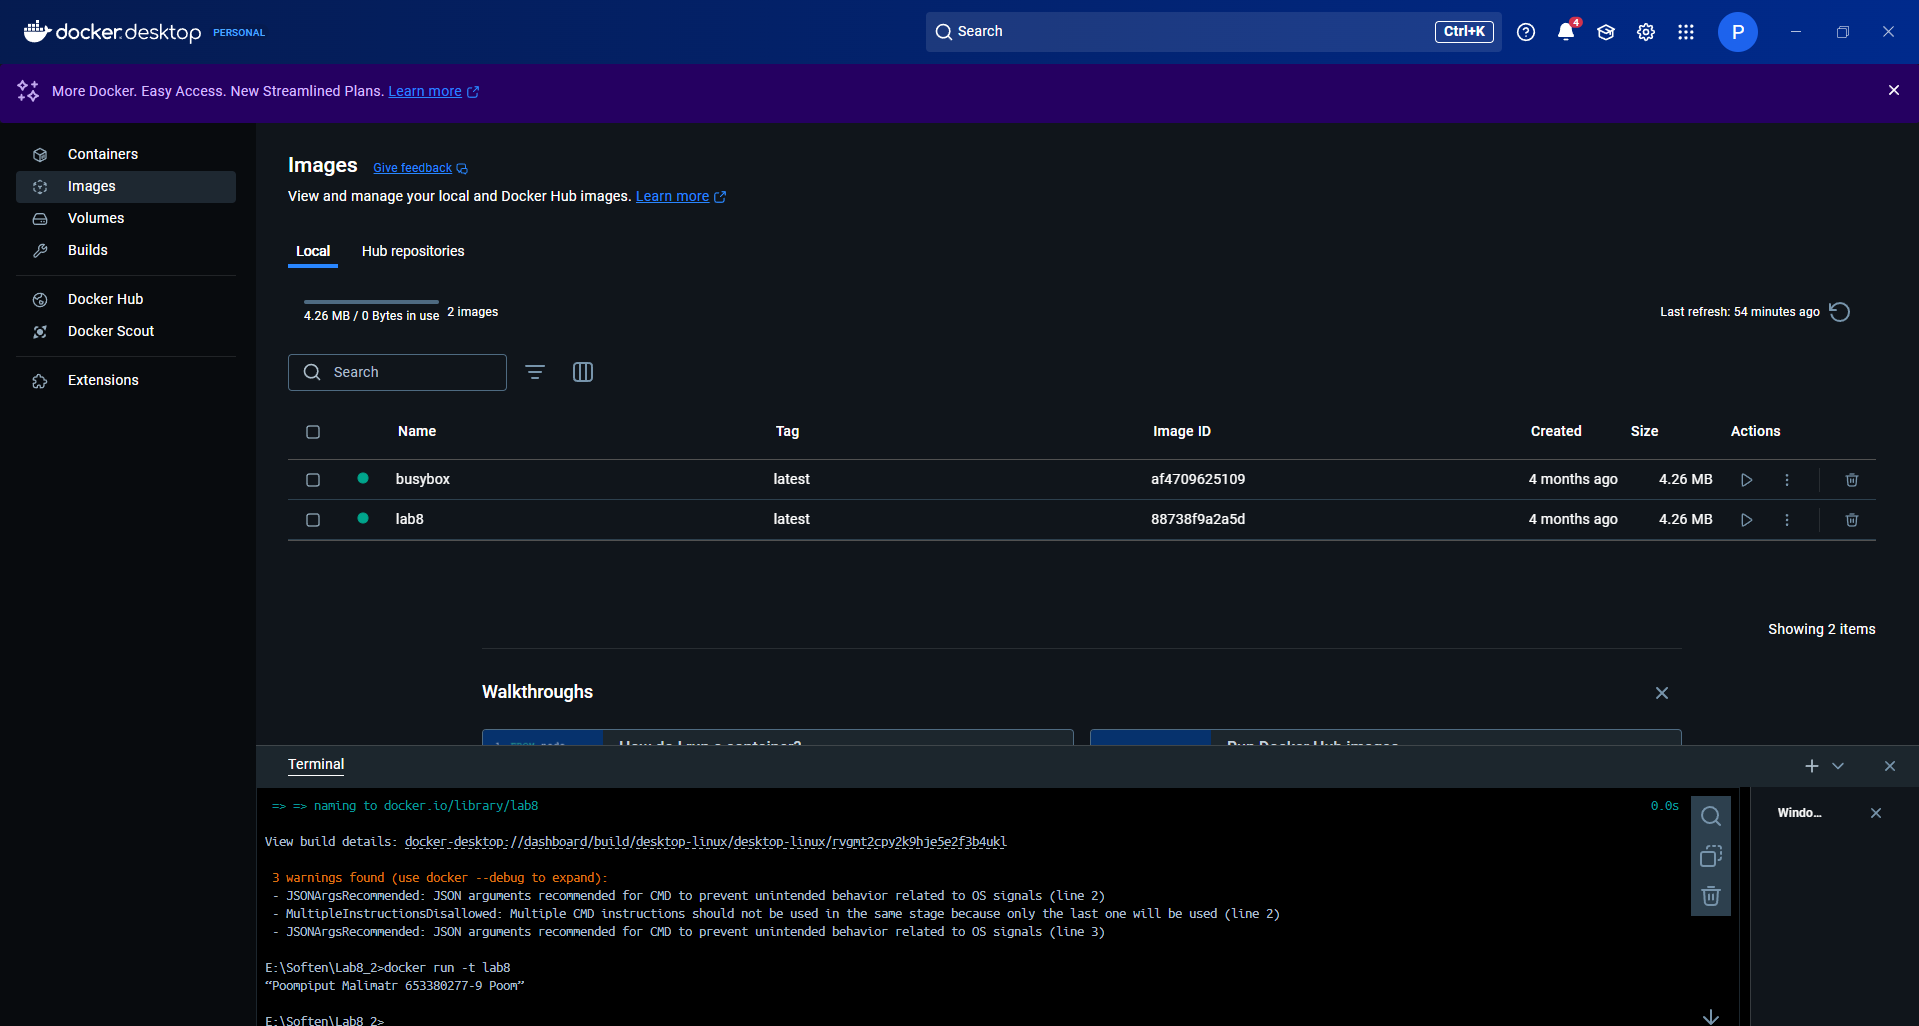 docker desktop PERSONAL
Search Ctrl+K
4
P
More Docker. Easy Access. New Streamlined Plans. Learn more
Containers
Images
Volumes
Builds
Docker Hub
Docker Scout
Extensions
Images Give feedback
View and manage your local and Docker Hub images. Learn more
Local Hub repositories
4.26 MB / 0 Bytes in use 2 images
Last refresh: 54 minutes ago
Search
Name Tag Image ID Created Size Actions
busybox latest af4709625109 4 months ago 4.26 MB
lab8 latest 88738f9a2a5d 4 months ago 4.26 MB
Showing 2 items
Walkthroughs
How do I run a container?
Run Docker Hub images
Terminal
=> => naming to docker.io/library/lab8 0.0s
Windo...
View build details: docker-desktop://dashboard/build/desktop-linux/desktop-linux/rvgmt2cpy2k9hje5e2f3b4ukl
3 warnings found (use docker --debug to expand):
- JSONArgsRecommended: JSON arguments recommended for CMD to prevent unintended behavior related to OS signals (line 2)
- MultipleInstructionsDisallowed: Multiple CMD instructions should not be used in the same stage because only the last one will be used (line 2)
- JSONArgsRecommended: JSON arguments recommended for CMD to prevent unintended behavior related to OS signals (line 3)
E:\Soften\Lab8_2>docker run -t lab8
“Poompiput Malimatr 653380277-9 Poom”
E:\Soften\Lab8_2>